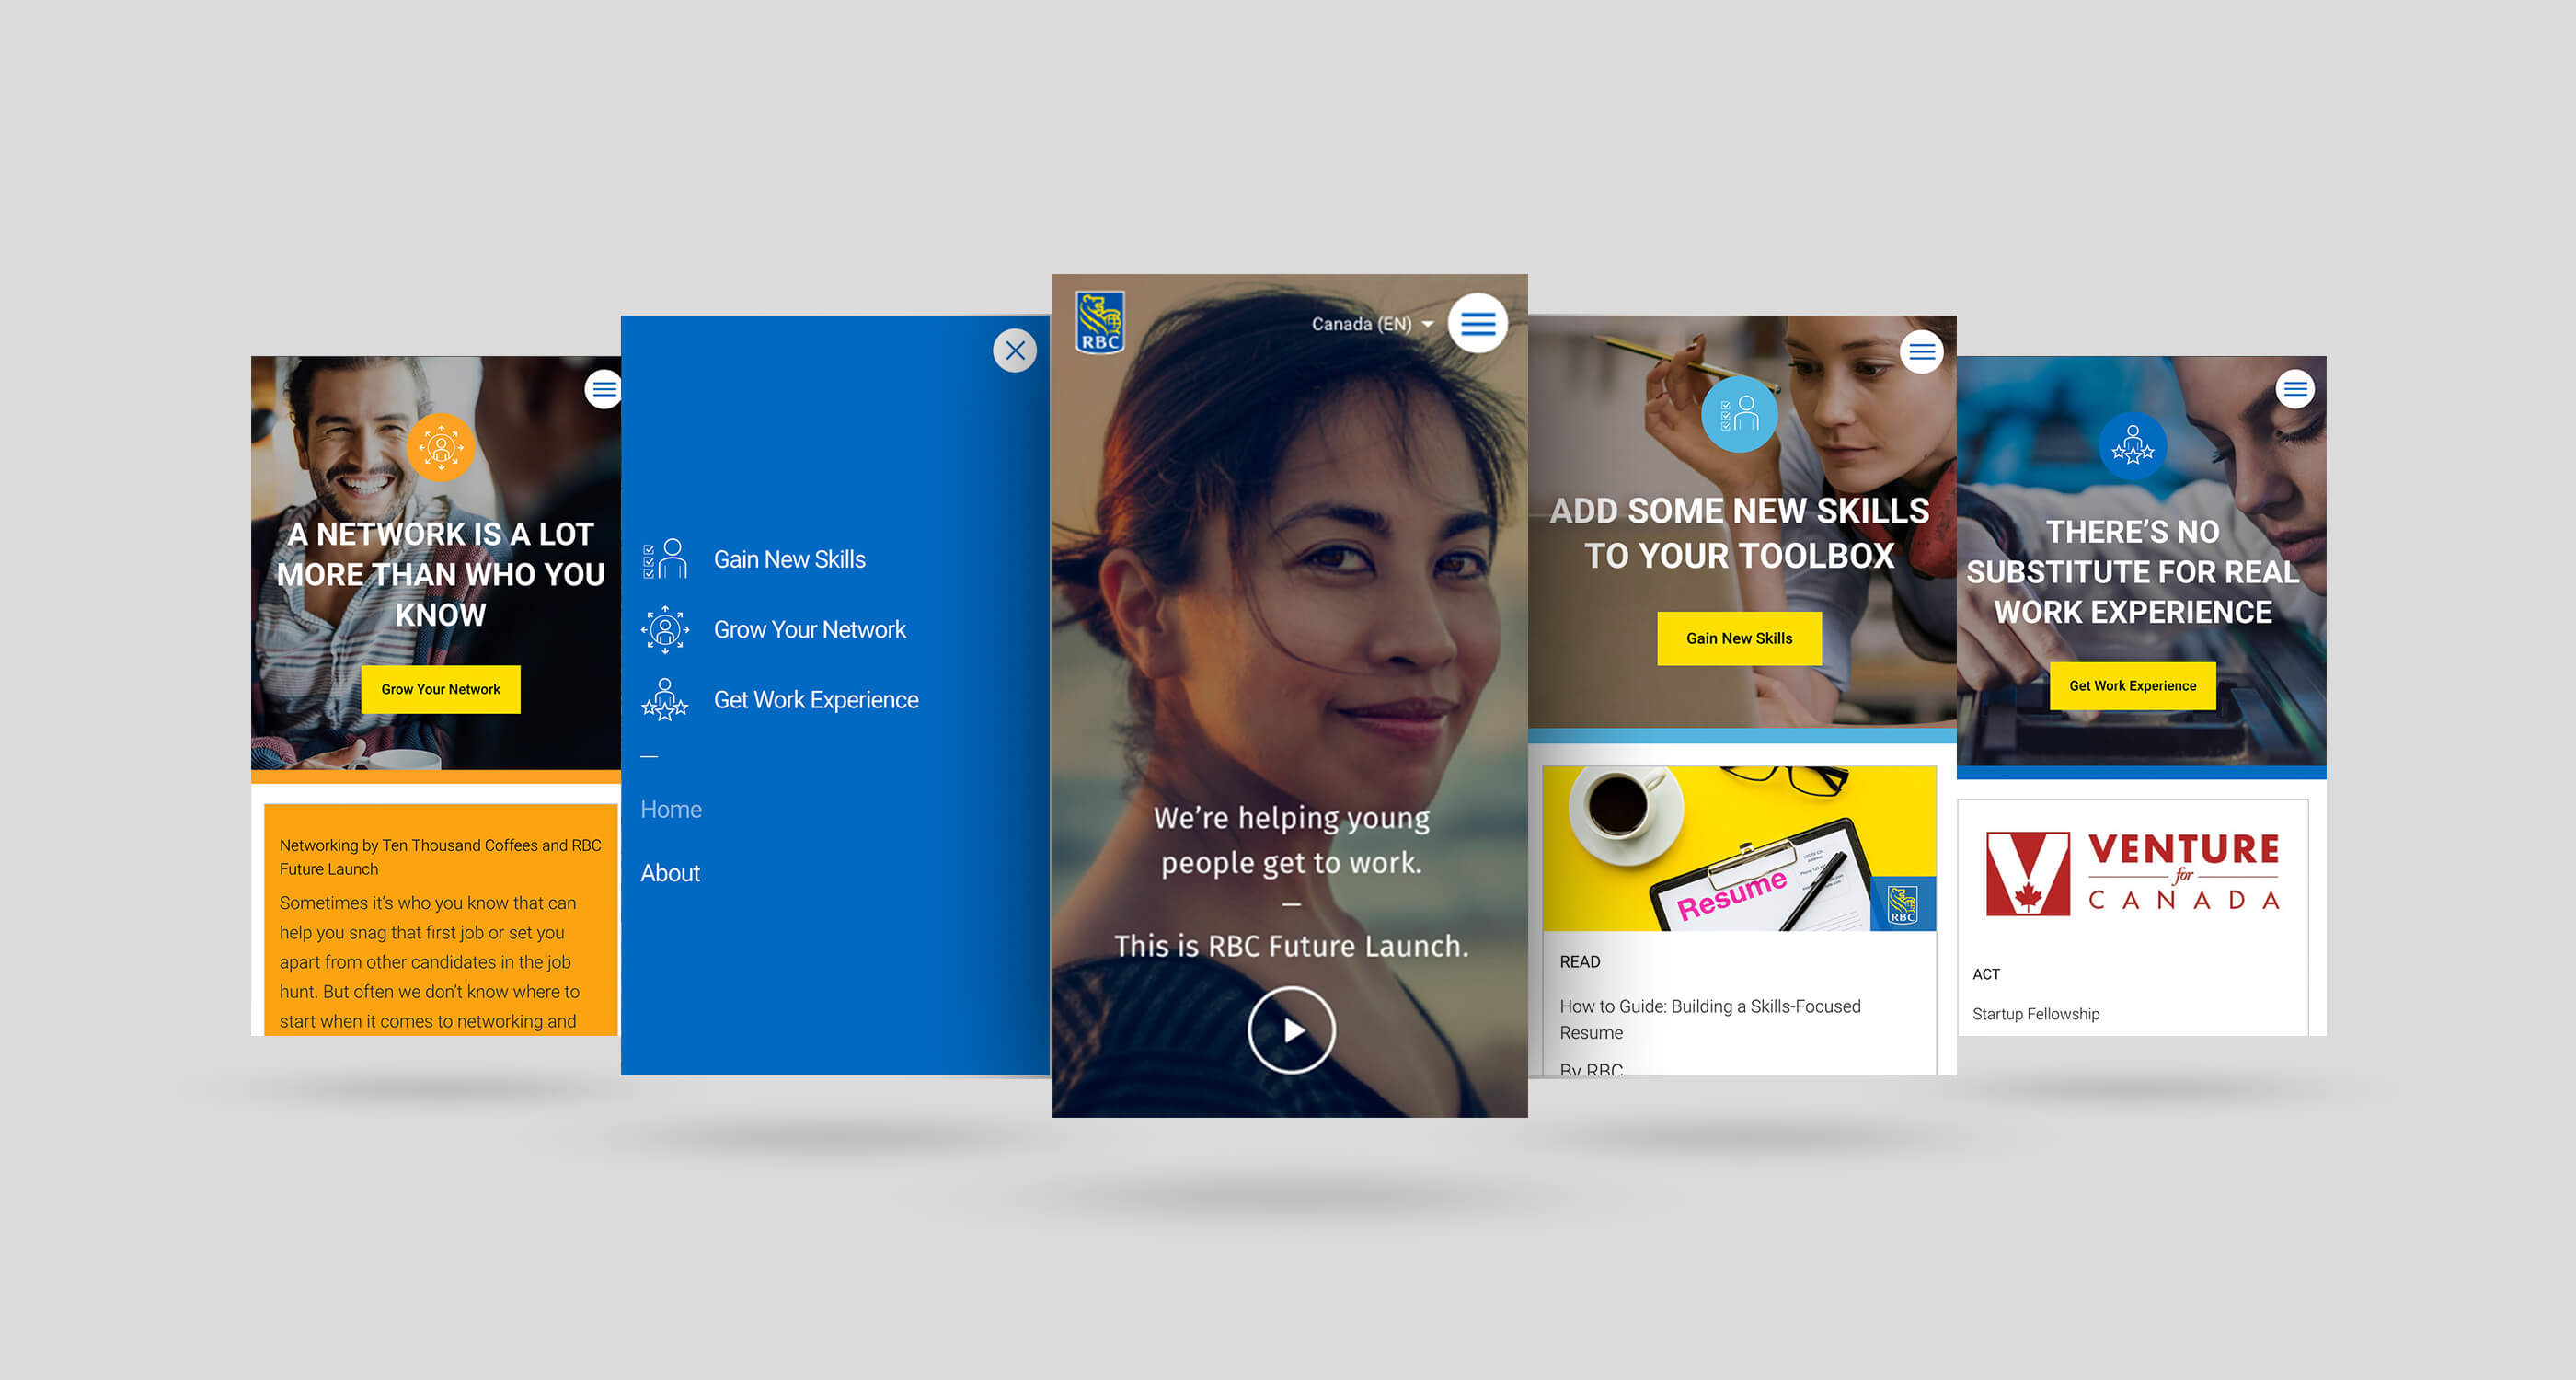 A NETWORK IS A LOT
MORE THAN WHO YOU
KNOW
Grow Your Network
Networking by Ten Thousand Coffees and RBC
Future Launch
Sometimes it's who you know that can
help you snag that first job or set you
apart from other candidates in the job
hunt. But often we don't know where to
start when it comes to networking and
Gain New Skills
Grow Your Network
Get Work Experience
—
Home
About
RBC
Canada (EN)
We're helping young
people get to work.
—
This is RBC Future Launch.
ADD SOME NEW SKILLS
TO YOUR TOOLBOX
Gain New Skills
Resume
RBC
READ
How to Guide: Building a Skills-Focused
Resume
By RBC
THERE'S NO
SUBSTITUTE FOR REAL
WORK EXPERIENCE
Get Work Experience
VENTURE
for
CANADA
ACT
Startup Fellowship